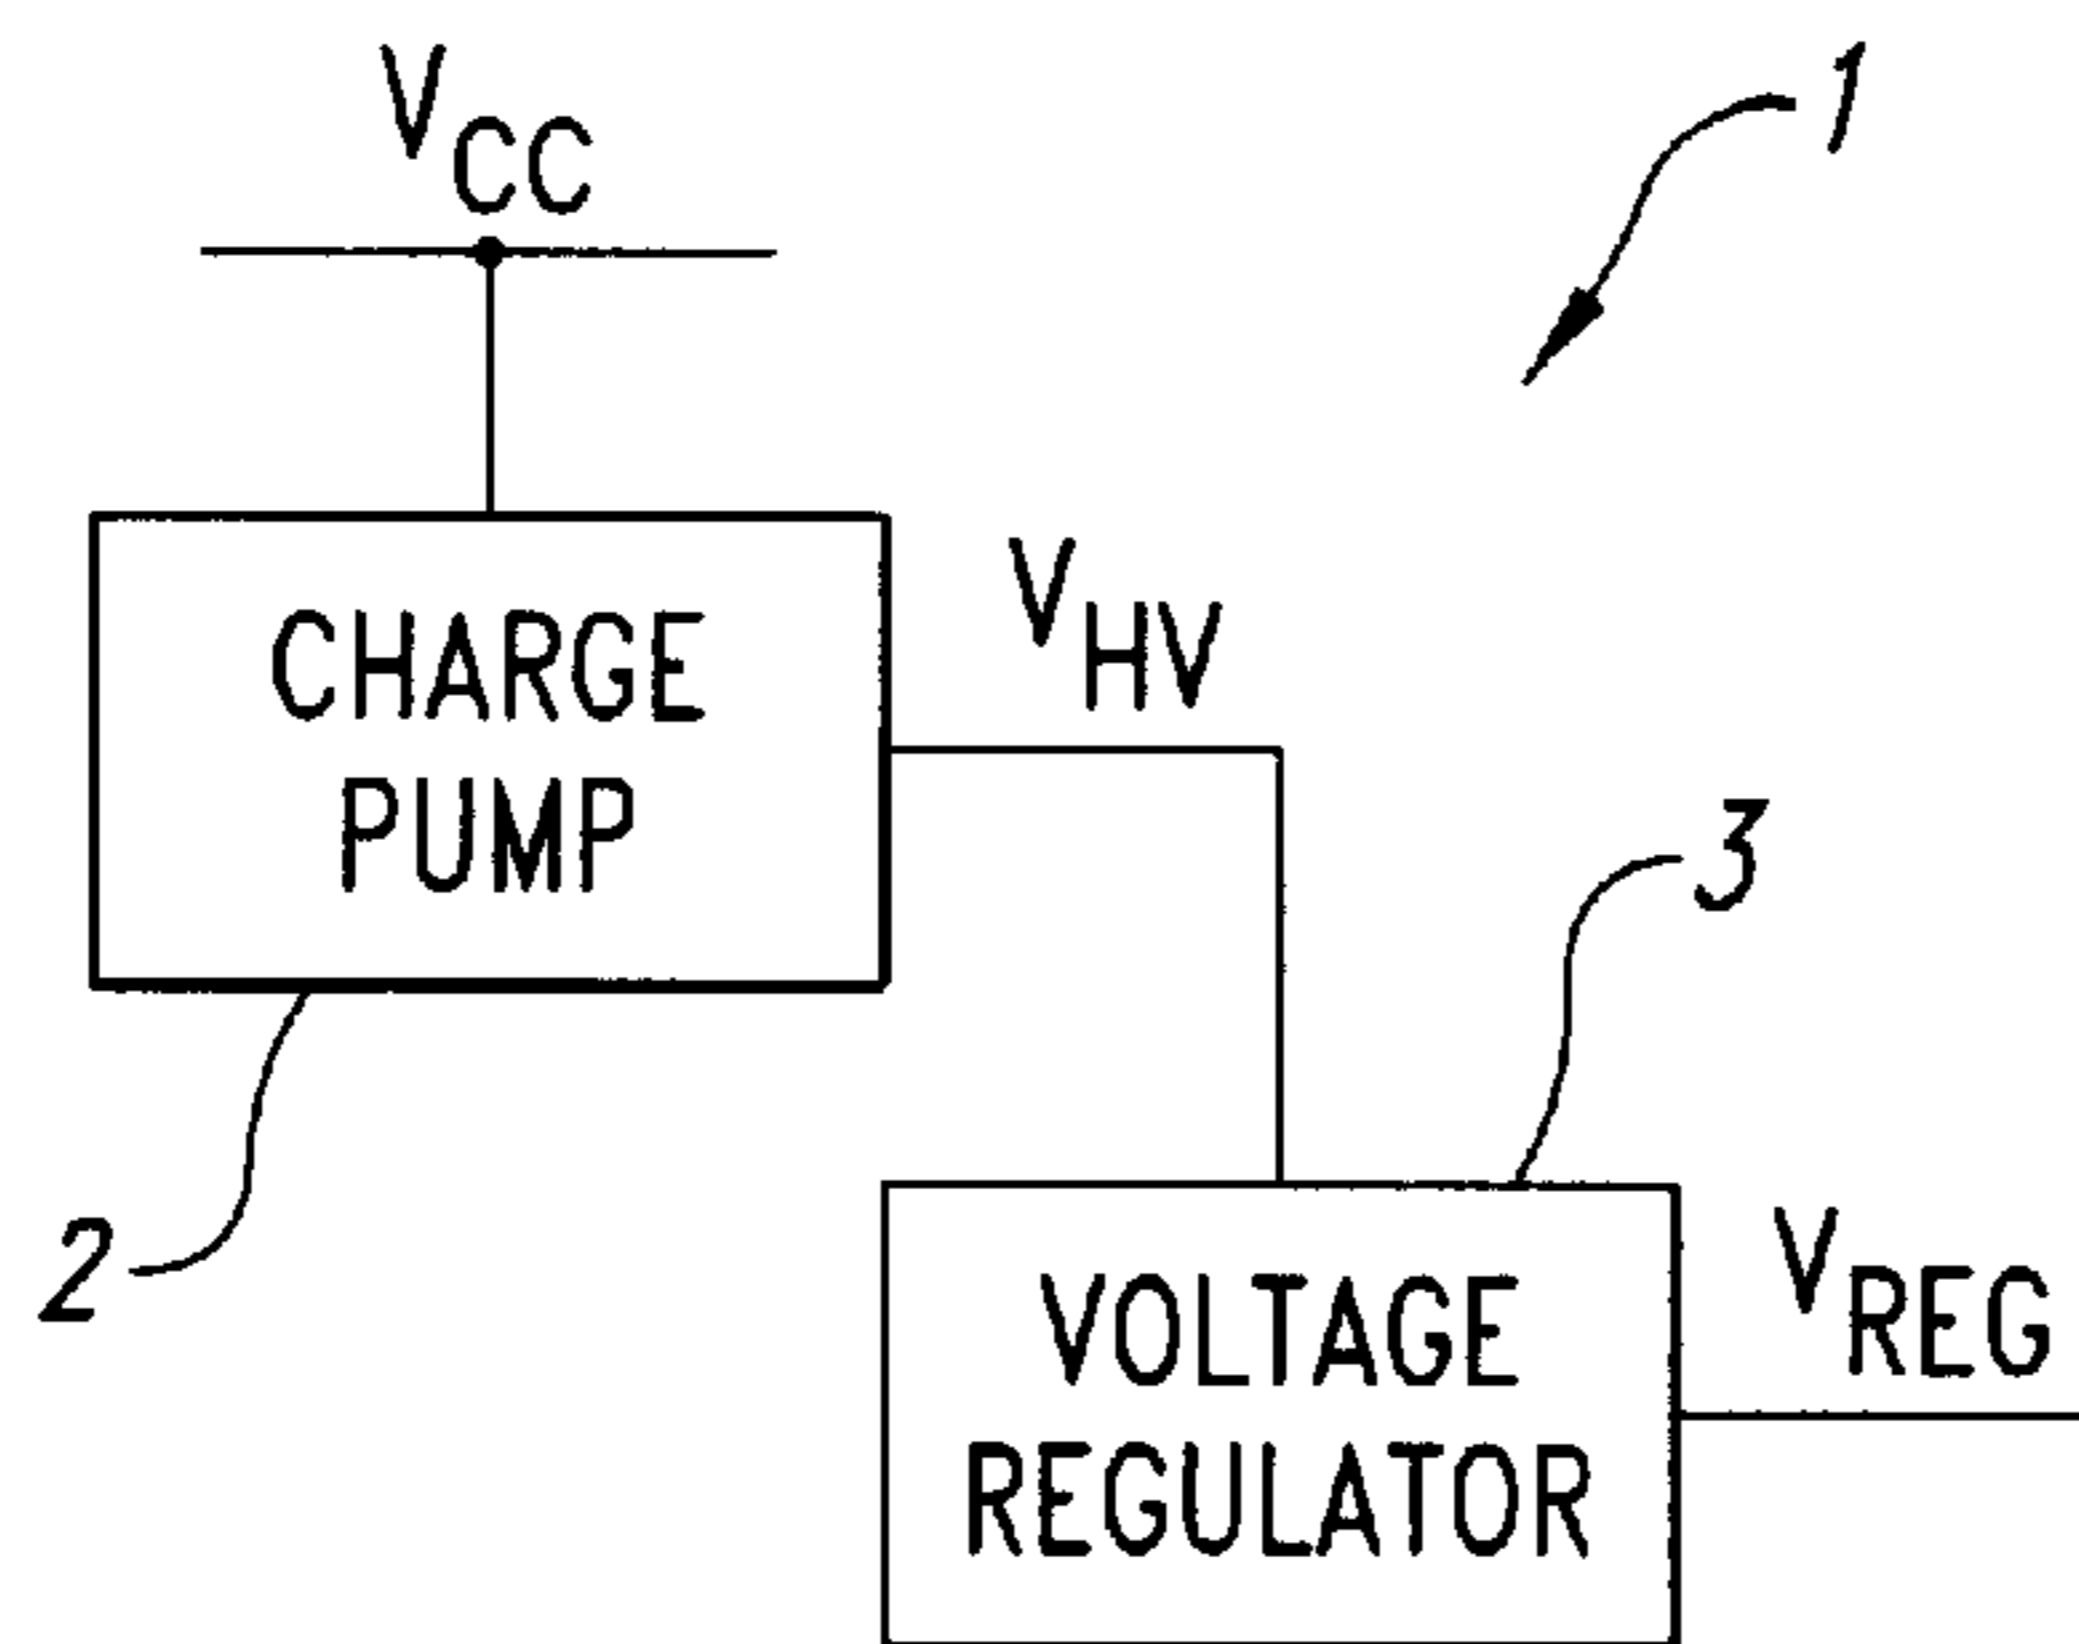 VCC
1
CHARGE
PUMP
VHV
3
2
VOLTAGE
REGULATOR
VREG